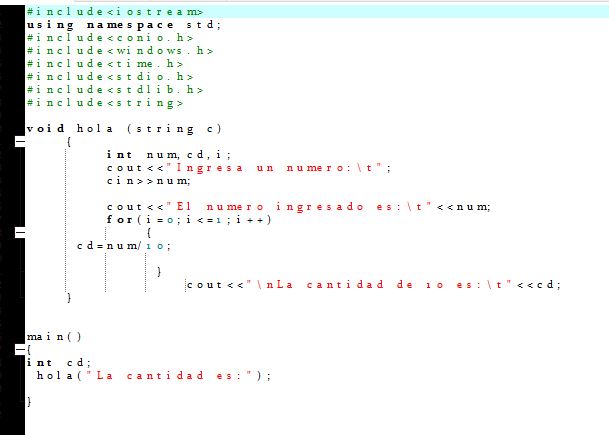 #include<iostream>
using namespace std;
#include<conio.h>
#include<windows.h>
#include<time.h>
#include<stdio.h>
#include<stdlib.h>
#include<string>
void hola (string c)
{
int num,cd,i;
cout<<"Ingresa un numero:\t";
cin>>num;
cout<<"El numero ingresado es:\t"<<num;
for(i=0;i<=1;i++)
{
cd=num/10;
}
cout<<"\nLa cantidad de 10 es:\t"<<cd;
}
main()
{
int cd;
hola("La cantidad es:");
}